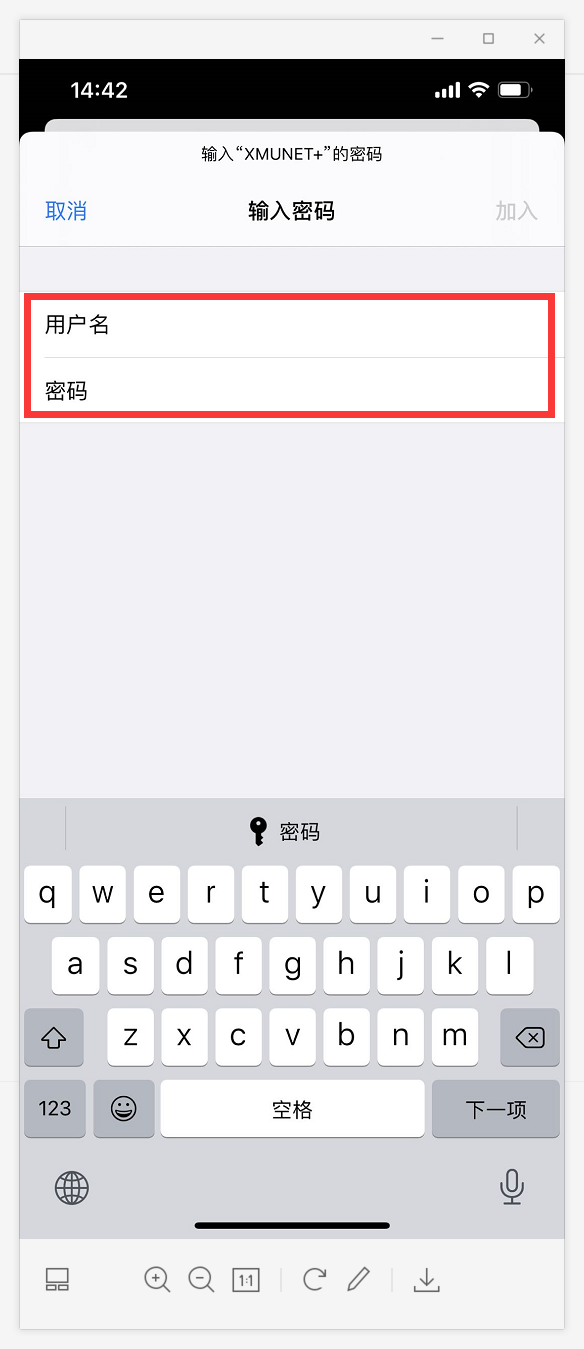 14:42
输入“XMUNET+”的密码
取消 输入密码 加入
用户名
密码
密码
q w e r t y u i o p
a s d f g h j k l
z x c v b n m
123 空格 下一项
1:1